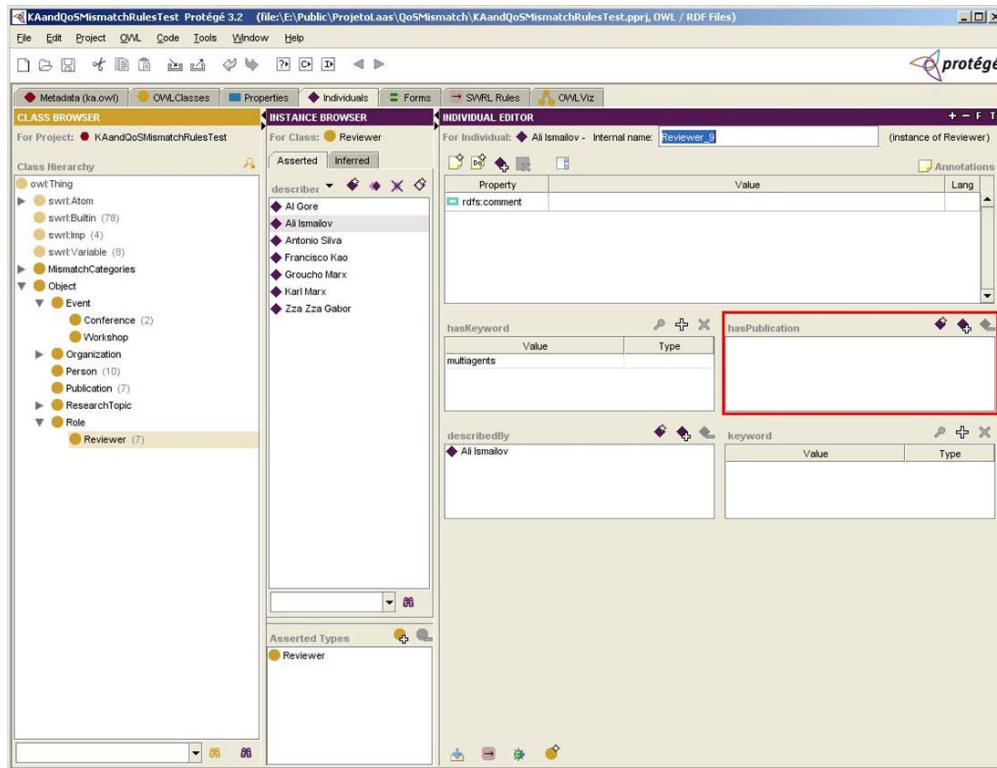 KAandQoSMismatchRulesTest Protégé 3.2 (file:\E:\Public\ProjetoLaas\QoSMismatch\KAandQoSMismatchRulesTest.pprj, OWL / RDF Files)
File Edit Project OWL Code Tools Window Help
protégé
Metadata (ka.owl) OWLClasses Properties Individuals Forms SWRL Rules OWLViz
CLASS BROWSER
For Project: KAandQoSMismatchRulesTest
Class Hierarchy
owl:Thing
swrl:Atom
swrl:Builtin (78)
swrl:Imp (4)
swrl:Variable (8)
MismatchCategories
Object
Event
Conference (2)
Workshop
Organization
Person (10)
Publication (7)
ResearchTopic
Role
Reviewer (7)
INSTANCE BROWSER
For Class: Reviewer
Asserted Inferred
Al Gore
Ali Ismailov
Antonio Silva
Francisco Kao
Groucho Marx
Karl Marx
Zza Zza Gabor
Asserted Types
Reviewer
INDIVIDUAL EDITOR + − F T
For Individual: Ali Ismailov - Internal name: Reviewer_9 (instance of Reviewer)
Annotations
Property Value Lang
rdfs:comment
hasKeyword
Value Type
multiagents
hasPublication
describedBy
Ali Ismailov
keyword
Value Type